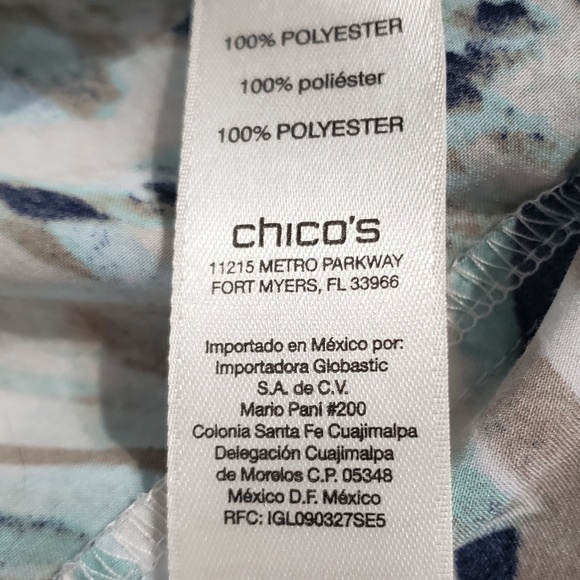 100% POLYESTER
100% poliéster
100% POLYESTER
chico's
11215 METRO PARKWAY
FORT MYERS, FL 33966
Importado en México por:
Importadora Globastic
S.A. de C.V.
Mario Pani #200
Colonia Santa Fe Cuajimalpa
Delegación Cuajimalpa
de Morelos C.P. 05348
México D.F. México
RFC: IGL090327SE5